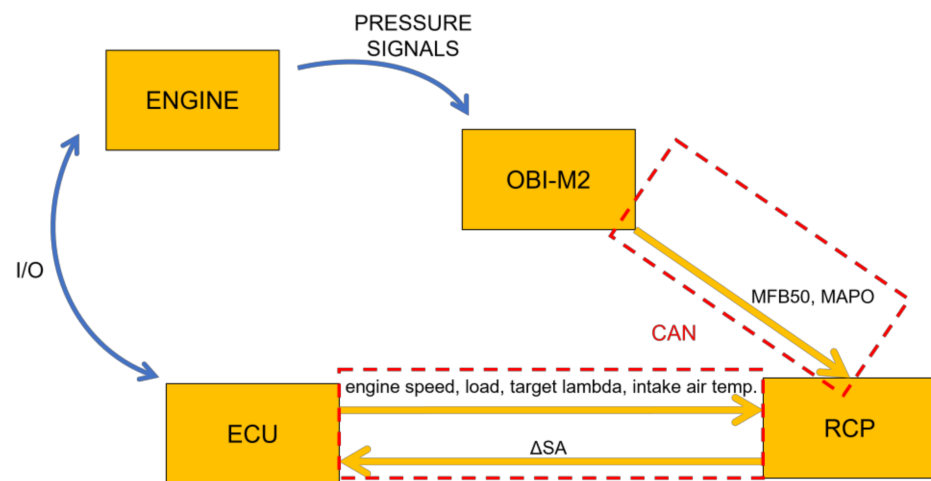 PRESSURE
SIGNALS
ENGINE
OBI-M2
I/O
MFB50, MAPO
CAN
engine speed, load, target lambda, intake air temp.
ECU
RCP
ΔSA